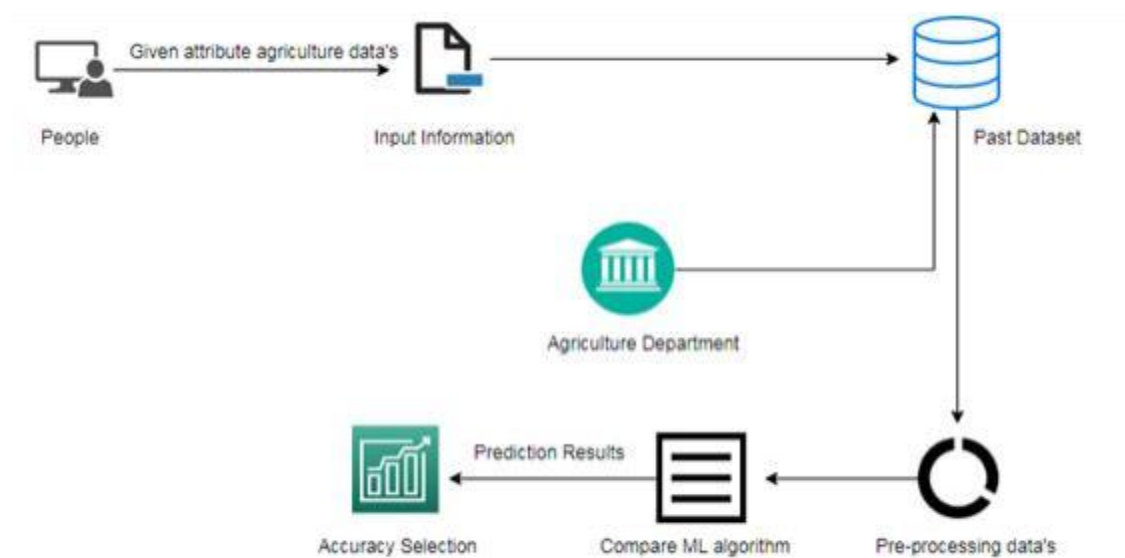 Given attribute agriculture data's
People
Input Information
Past Dataset
Agriculture Department
Prediction Results
Accuracy Selection
Compare ML algorithm
Pre-processing data's